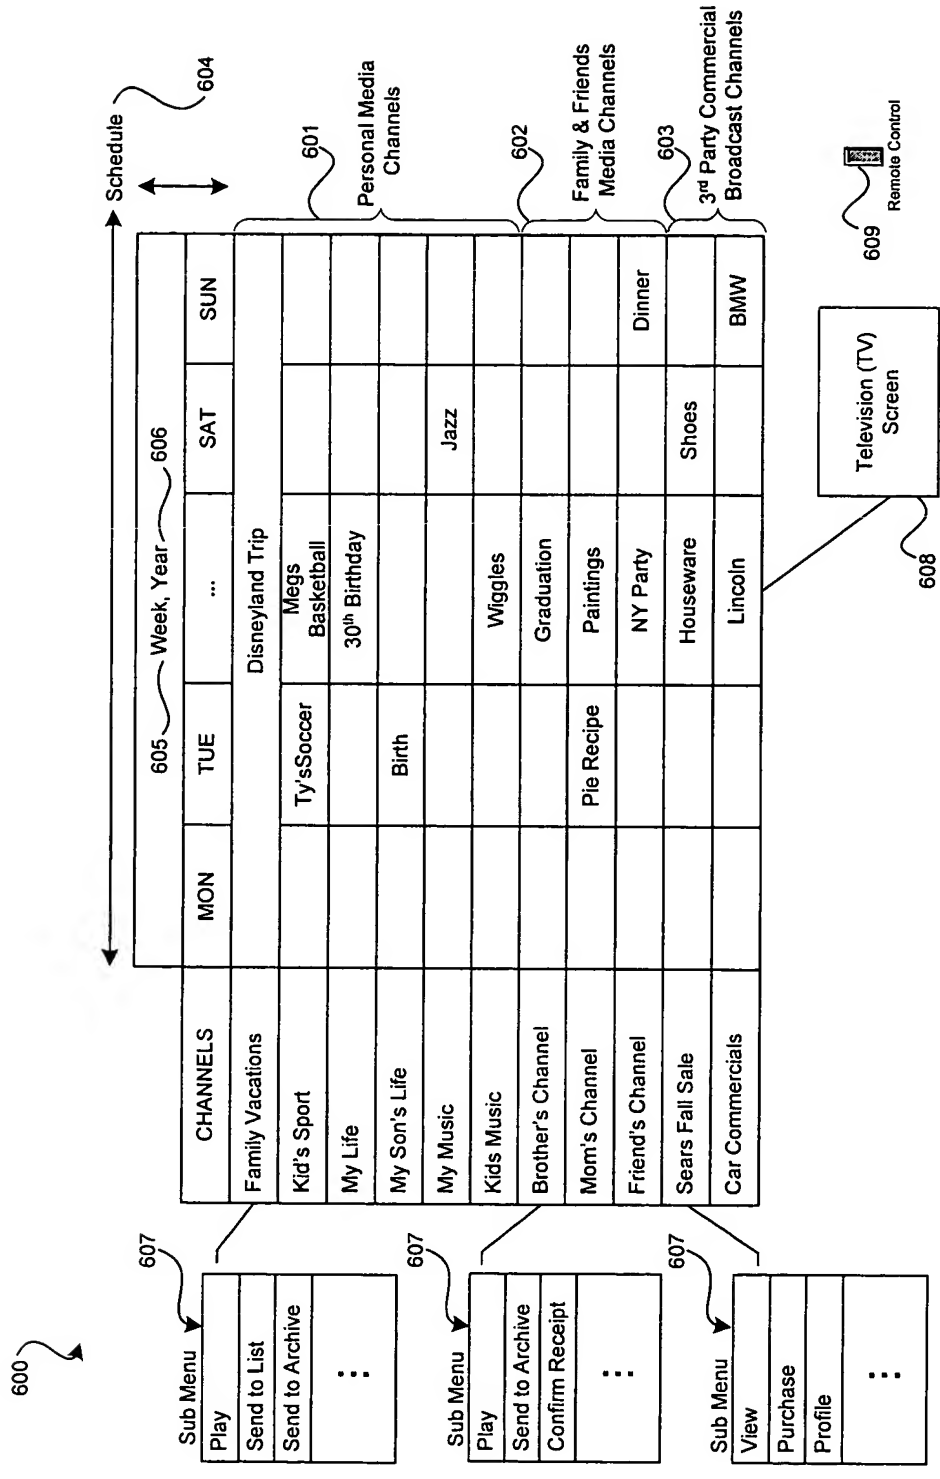 600
Schedule
604
605 Week, Year 606
CHANNELS MON TUE ... SAT SUN
Family Vacations Disneyland Trip
Kid's Sport Ty'sSoccer Megs Basketball
My Life 30th Birthday
My Son's Life Birth
My Music Jazz
Kids Music Wiggles
Brother's Channel Graduation
Mom's Channel Pie Recipe Paintings
Friend's Channel NY Party Dinner
Sears Fall Sale Houseware Shoes
Car Commercials Lincoln BMW
601
Personal Media
Channels
602
Family & Friends
Media Channels
603
3rd Party Commercial
Broadcast Channels
Sub Menu
607
Play
Send to List
Send to Archive
⋮
Sub Menu
607
Play
Send to Archive
Confirm Receipt
⋮
Sub Menu
607
View
Purchase
Profile
⋮
Television (TV)
Screen
608
609
Remote Control